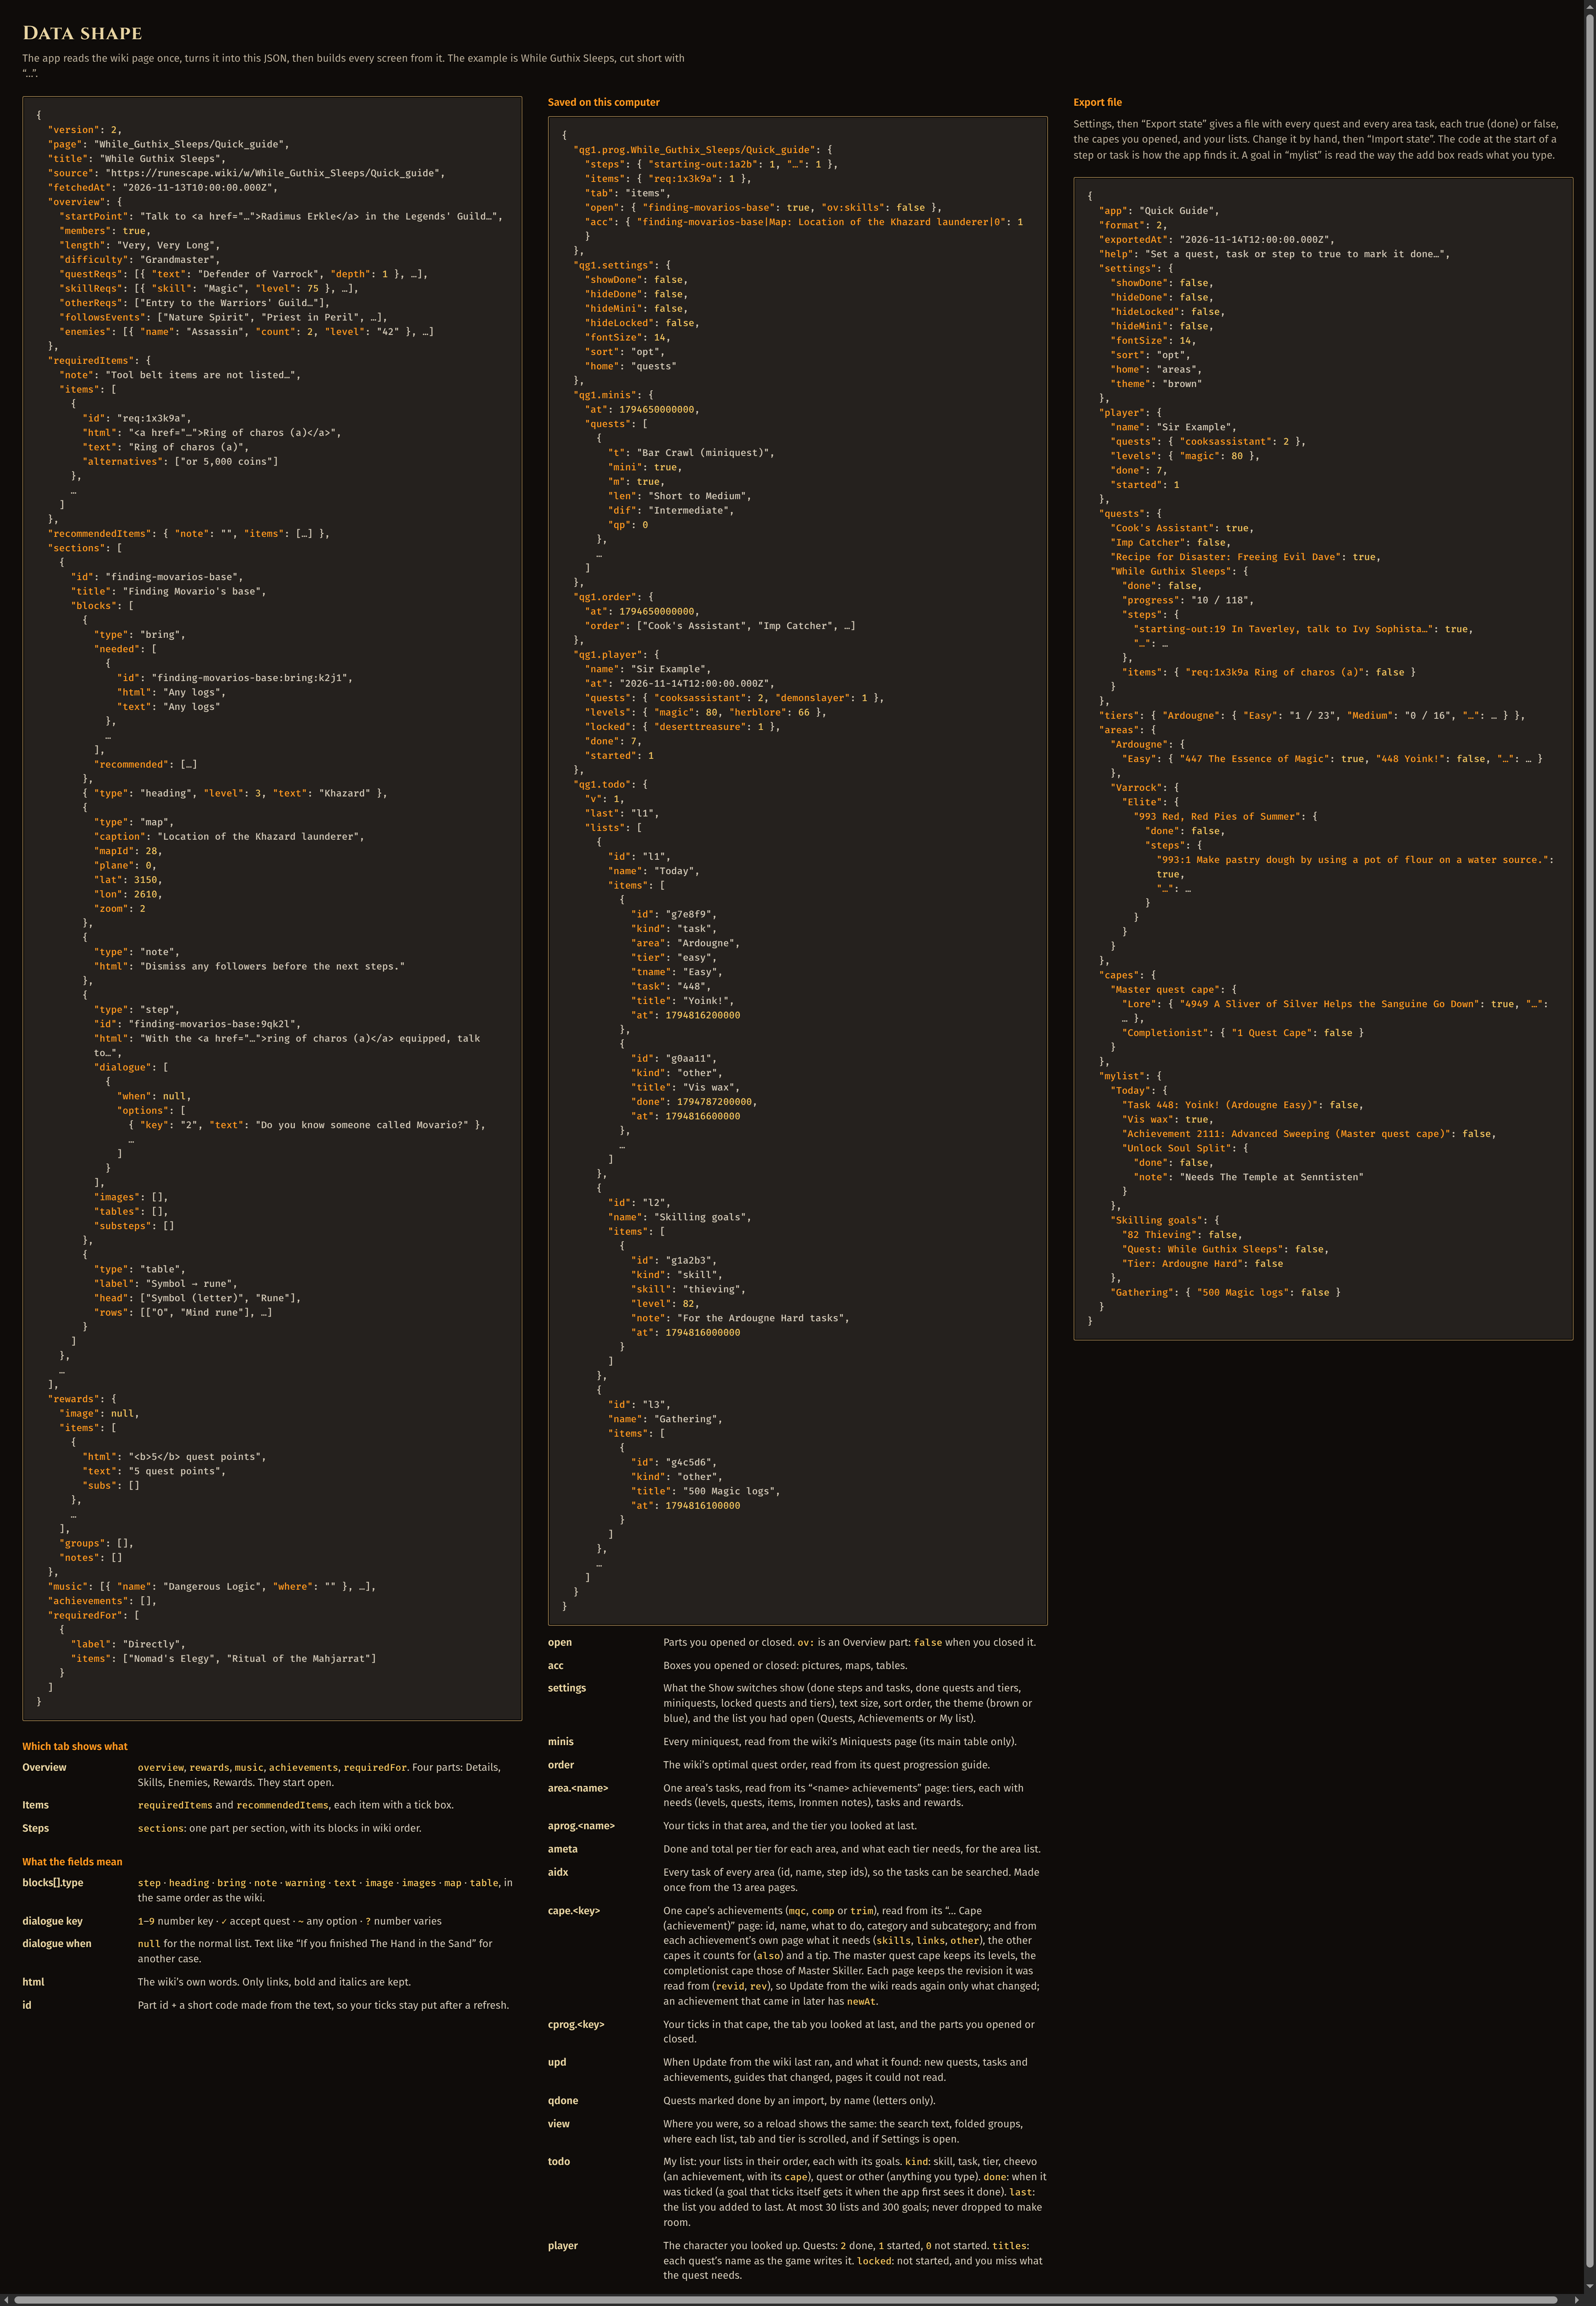 Data shape
The app reads the wiki page once, turns it into this JSON, then builds every screen from it. The example is While Guthix Sleeps, cut short with
“…”.
{
"version": 2,
"page": "While_Guthix_Sleeps/Quick_guide",
"title": "While Guthix Sleeps",
"source": "https://runescape.wiki/w/While_Guthix_Sleeps/Quick_guide",
"fetchedAt": "2026-11-13T10:00:00.000Z",
"overview": {
"startPoint": "Talk to <a href="…">Radimus Erkle</a> in the Legends' Guild…",
"members": true,
"length": "Very, Very Long",
"difficulty": "Grandmaster",
"questReqs": [{ "text": "Defender of Varrock", "depth": 1 }, …],
"skillReqs": [{ "skill": "Magic", "level": 75 }, …],
"otherReqs": ["Entry to the Warriors' Guild…"],
"followsEvents": ["Nature Spirit", "Priest in Peril", …],
"enemies": [{ "name": "Assassin", "count": 2, "level": "42" }, …]
},
"requiredItems": {
"note": "Tool belt items are not listed…",
"items": [
{
"id": "req:1x3k9a",
"html": "<a href="…">Ring of charos (a)</a>",
"text": "Ring of charos (a)",
"alternatives": ["or 5,000 coins"]
},
…
]
},
"recommendedItems": { "note": "", "items": […] },
"sections": [
{
"id": "finding-movarios-base",
"title": "Finding Movario's base",
"blocks": [
{
"type": "bring",
"needed": [
{
"id": "finding-movarios-base:bring:k2j1",
"html": "Any logs",
"text": "Any logs"
},
…
],
"recommended": […]
},
{ "type": "heading", "level": 3, "text": "Khazard" },
{
"type": "map",
"caption": "Location of the Khazard launderer",
"mapId": 28,
"plane": 0,
"lat": 3150,
"lon": 2610,
"zoom": 2
},
{
"type": "note",
"html": "Dismiss any followers before the next steps."
},
{
"type": "step",
"id": "finding-movarios-base:9qk2l",
"html": "With the <a href="…">ring of charos (a)</a> equipped, talk
to…",
"dialogue": [
{
"when": null,
"options": [
{ "key": "2", "text": "Do you know someone called Movario?" },
…
]
}
],
"images": [],
"tables": [],
"substeps": []
},
{
"type": "table",
"label": "Symbol → rune",
"head": ["Symbol (letter)", "Rune"],
"rows": [["O", "Mind rune"], …]
}
]
},
…
],
"rewards": {
"image": null,
"items": [
{
"html": "<b>5</b> quest points",
"text": "5 quest points",
"subs": []
},
…
],
"groups": [],
"notes": []
},
"music": [{ "name": "Dangerous Logic", "where": "" }, …],
"achievements": [],
"requiredFor": [
{
"label": "Directly",
"items": ["Nomad's Elegy", "Ritual of the Mahjarrat"]
}
]
}
Which tab shows what
Overview overview, rewards, music, achievements, requiredFor. Four parts: Details,
Skills, Enemies, Rewards. They start open.
Items requiredItems and recommendedItems, each item with a tick box.
Steps sections: one part per section, with its blocks in wiki order.
What the fields mean
blocks[].type step · heading · bring · note · warning · text · image · images · map · table, in
the same order as the wiki.
dialogue key 1–9 number key · ✓ accept quest · ~ any option · ? number varies
dialogue when null for the normal list. Text like “If you finished The Hand in the Sand” for
another case.
html The wiki’s own words. Only links, bold and italics are kept.
id Part id + a short code made from the text, so your ticks stay put after a refresh.
Saved on this computer
{
"qg1.prog.While_Guthix_Sleeps/Quick_guide": {
"steps": { "starting-out:1a2b": 1, "…": 1 },
"items": { "req:1x3k9a": 1 },
"tab": "items",
"open": { "finding-movarios-base": true, "ov:skills": false },
"acc": { "finding-movarios-base|Map: Location of the Khazard launderer|0": 1
}
},
"qg1.settings": {
"showDone": false,
"hideDone": false,
"hideMini": false,
"hideLocked": false,
"fontSize": 14,
"sort": "opt",
"home": "quests"
},
"qg1.minis": {
"at": 1794650000000,
"quests": [
{
"t": "Bar Crawl (miniquest)",
"mini": true,
"m": true,
"len": "Short to Medium",
"dif": "Intermediate",
"qp": 0
},
…
]
},
"qg1.order": {
"at": 1794650000000,
"order": ["Cook's Assistant", "Imp Catcher", …]
},
"qg1.player": {
"name": "Sir Example",
"at": "2026-11-14T12:00:00.000Z",
"quests": { "cooksassistant": 2, "demonslayer": 1 },
"levels": { "magic": 80, "herblore": 66 },
"locked": { "deserttreasure": 1 },
"done": 7,
"started": 1
},
"qg1.todo": {
"v": 1,
"last": "l1",
"lists": [
{
"id": "l1",
"name": "Today",
"items": [
{
"id": "g7e8f9",
"kind": "task",
"area": "Ardougne",
"tier": "easy",
"tname": "Easy",
"task": "448",
"title": "Yoink!",
"at": 1794816200000
},
{
"id": "g0aa11",
"kind": "other",
"title": "Vis wax",
"done": 1794787200000,
"at": 1794816600000
},
…
]
},
{
"id": "l2",
"name": "Skilling goals",
"items": [
{
"id": "g1a2b3",
"kind": "skill",
"skill": "thieving",
"level": 82,
"note": "For the Ardougne Hard tasks",
"at": 1794816000000
}
]
},
{
"id": "l3",
"name": "Gathering",
"items": [
{
"id": "g4c5d6",
"kind": "other",
"title": "500 Magic logs",
"at": 1794816100000
}
]
},
…
]
}
}
open Parts you opened or closed. ov: is an Overview part: false when you closed it.
acc Boxes you opened or closed: pictures, maps, tables.
settings What the Show switches show (done steps and tasks, done quests and tiers,
miniquests, locked quests and tiers), text size, sort order, the theme (brown or
blue), and the list you had open (Quests, Achievements or My list).
minis Every miniquest, read from the wiki’s Miniquests page (its main table only).
order The wiki’s optimal quest order, read from its quest progression guide.
area.<name> One area’s tasks, read from its “<name> achievements” page: tiers, each with
needs (levels, quests, items, Ironmen notes), tasks and rewards.
aprog.<name> Your ticks in that area, and the tier you looked at last.
ameta Done and total per tier for each area, and what each tier needs, for the area list.
aidx Every task of every area (id, name, step ids), so the tasks can be searched. Made
once from the 13 area pages.
cape.<key> One cape’s achievements (mqc, comp or trim), read from its “… Cape
(achievement)” page: id, name, what to do, category and subcategory; and from
each achievement’s own page what it needs (skills, links, other), the other
capes it counts for (also) and a tip. The master quest cape keeps its levels, the
completionist cape those of Master Skiller. Each page keeps the revision it was
read from (revid, rev), so Update from the wiki reads again only what changed;
an achievement that came in later has newAt.
cprog.<key> Your ticks in that cape, the tab you looked at last, and the parts you opened or
closed.
upd When Update from the wiki last ran, and what it found: new quests, tasks and
achievements, guides that changed, pages it could not read.
qdone Quests marked done by an import, by name (letters only).
view Where you were, so a reload shows the same: the search text, folded groups,
where each list, tab and tier is scrolled, and if Settings is open.
todo My list: your lists in their order, each with its goals. kind: skill, task, tier, cheevo
(an achievement, with its cape), quest or other (anything you type). done: when it
was ticked (a goal that ticks itself gets it when the app first sees it done). last:
the list you added to last. At most 30 lists and 300 goals; never dropped to make
room.
player The character you looked up. Quests: 2 done, 1 started, 0 not started. titles:
each quest’s name as the game writes it. locked: not started, and you miss what
the quest needs.
Export file
Settings, then “Export state” gives a file with every quest and every area task, each true (done) or false,
the capes you opened, and your lists. Change it by hand, then “Import state”. The code at the start of a
step or task is how the app finds it. A goal in “mylist” is read the way the add box reads what you type.
{
"app": "Quick Guide",
"format": 2,
"exportedAt": "2026-11-14T12:00:00.000Z",
"help": "Set a quest, task or step to true to mark it done…",
"settings": {
"showDone": false,
"hideDone": false,
"hideLocked": false,
"hideMini": false,
"fontSize": 14,
"sort": "opt",
"home": "areas",
"theme": "brown"
},
"player": {
"name": "Sir Example",
"quests": { "cooksassistant": 2 },
"levels": { "magic": 80 },
"done": 7,
"started": 1
},
"quests": {
"Cook's Assistant": true,
"Imp Catcher": false,
"Recipe for Disaster: Freeing Evil Dave": true,
"While Guthix Sleeps": {
"done": false,
"progress": "10 / 118",
"steps": {
"starting-out:19 In Taverley, talk to Ivy Sophista…": true,
"…": …
},
"items": { "req:1x3k9a Ring of charos (a)": false }
}
},
"tiers": { "Ardougne": { "Easy": "1 / 23", "Medium": "0 / 16", "…": … } },
"areas": {
"Ardougne": {
"Easy": { "447 The Essence of Magic": true, "448 Yoink!": false, "…": … }
},
"Varrock": {
"Elite": {
"993 Red, Red Pies of Summer": {
"done": false,
"steps": {
"993:1 Make pastry dough by using a pot of flour on a water source.":
true,
"…": …
}
}
}
}
},
"capes": {
"Master quest cape": {
"Lore": { "4949 A Sliver of Silver Helps the Sanguine Go Down": true, "…":
… },
"Completionist": { "1 Quest Cape": false }
}
},
"mylist": {
"Today": {
"Task 448: Yoink! (Ardougne Easy)": false,
"Vis wax": true,
"Achievement 2111: Advanced Sweeping (Master quest cape)": false,
"Unlock Soul Split": {
"done": false,
"note": "Needs The Temple at Senntisten"
}
},
"Skilling goals": {
"82 Thieving": false,
"Quest: While Guthix Sleeps": false,
"Tier: Ardougne Hard": false
},
"Gathering": { "500 Magic logs": false }
}
}